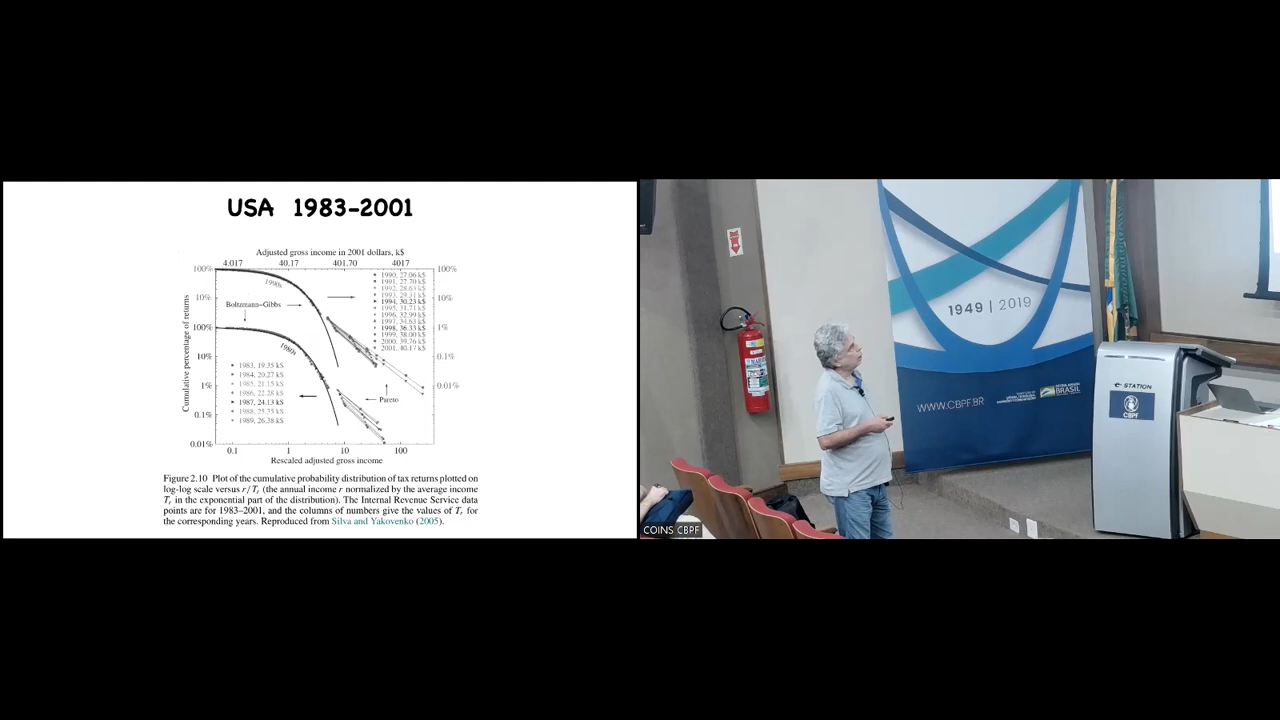 USA 1983-2001
Adjusted gross income in 2001 dollars, k$
4.017 40.17 401.70 4017
100%
10%
100%
10%
1%
0.1%
0.01%
Cumulative percentage of returns
100%
10%
1%
0.1%
0.01%
1990s
Boltzmann–Gibbs
1980s
Pareto
1990, 27.06 k$
1991, 27.70 k$
1992, 28.63 k$
1993, 29.31 k$
1994, 30.23 k$
1995, 31.71 k$
1996, 32.99 k$
1997, 34.63 k$
1998, 36.33 k$
1999, 38.00 k$
2000, 39.76 k$
2001, 40.17 k$
1983, 19.35 k$
1984, 20.27 k$
1985, 21.15 k$
1986, 22.28 k$
1987, 24.13 k$
1988, 25.35 k$
1989, 26.38 k$
0.1 1 10 100
Rescaled adjusted gross income
Figure 2.10 Plot of the cumulative probability distribution of tax returns plotted on
log-log scale versus r/Tr (the annual income r normalized by the average income
Tr in the exponential part of the distribution). The Internal Revenue Service data
points are for 1983–2001, and the columns of numbers give the values of Tr for
the corresponding years. Reproduced from Silva and Yakovenko (2005).
1949 | 2019
WWW.CBPF.BR
BRASIL
STATION
CBPF
COINS CBPF